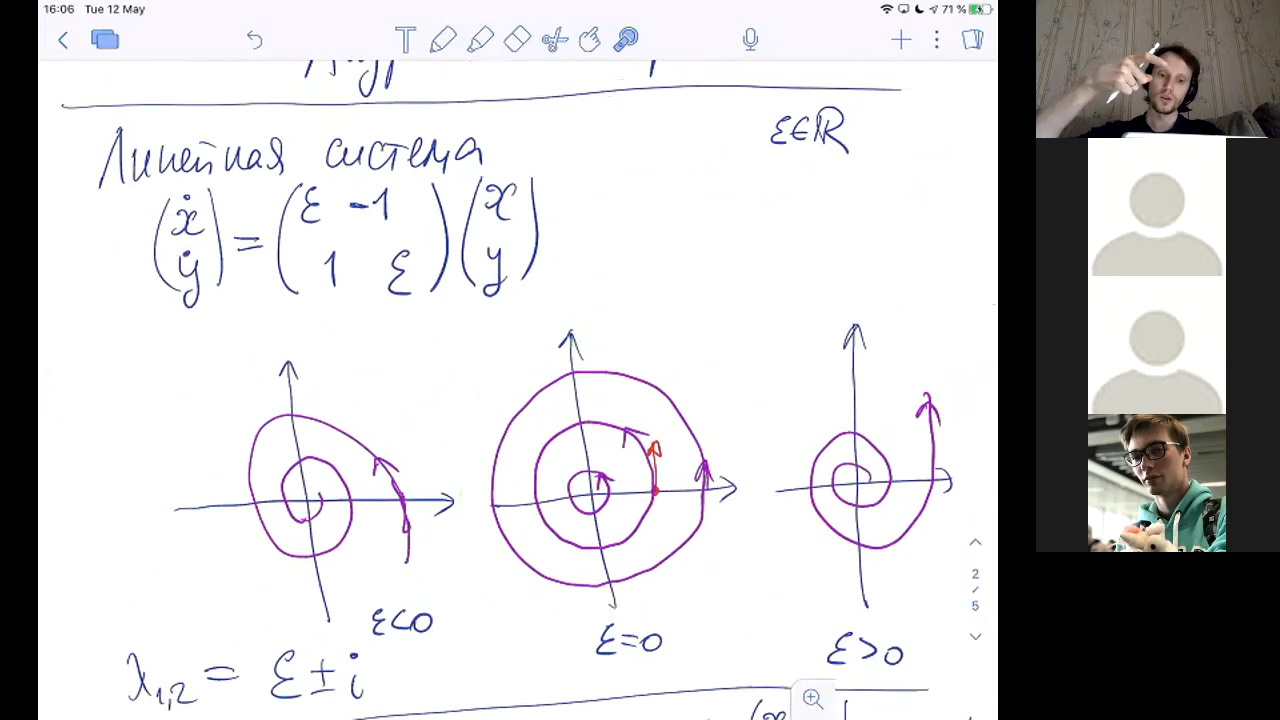 16:06 Tue 12 May 71 %
ε∈ℝ
Линейная система
(ẋ ẏ) = (ε -1 1 ε) (x y)
2 / 5
ε<0
ε=0
ε>0
λ1,2 = ε ± i